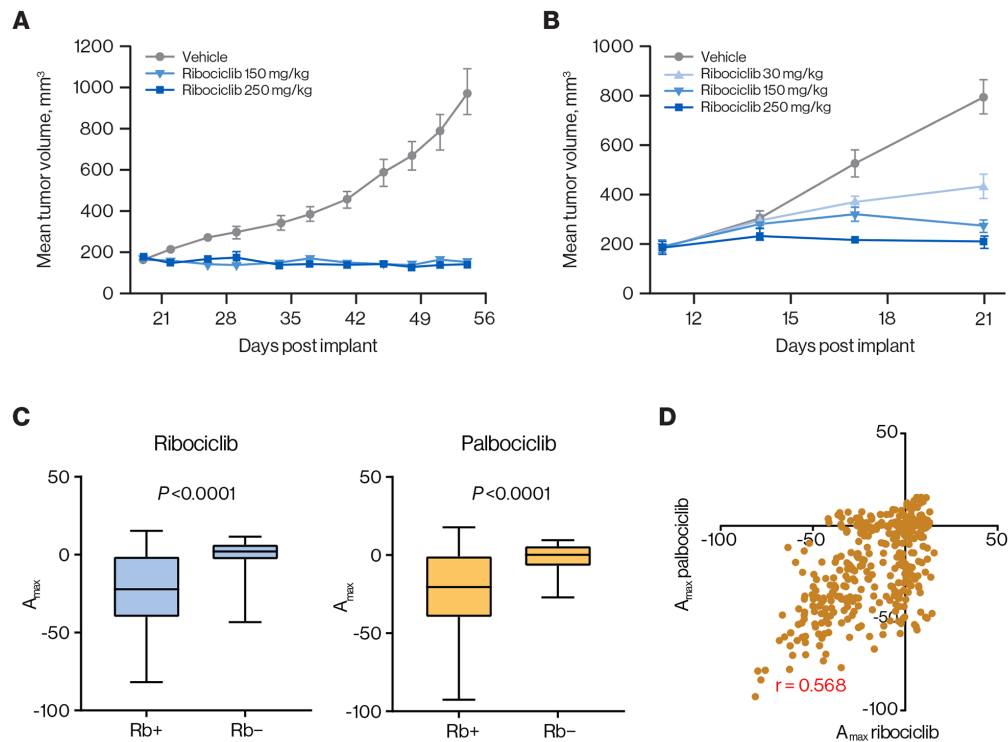 A
Mean tumor volume, mm³
1200
1000
800
600
400
200
0
Vehicle
Ribociclib 150 mg/kg
Ribociclib 250 mg/kg
21 28 35 42 49 56
Days post implant
B
Mean tumor volume, mm³
1000
800
600
400
200
0
Vehicle
Ribociclib 30 mg/kg
Ribociclib 150 mg/kg
Ribociclib 250 mg/kg
12 15 18 21
Days post implant
C
Ribociclib
P<0.0001
Amax
50
0
-50
-100
Rb+ Rb−
Palbociclib
P<0.0001
Amax
50
0
-50
-100
Rb+ Rb−
D
Amax palbociclib
50
-100 -50 50
-50
-100
r = 0.568
Amax ribociclib